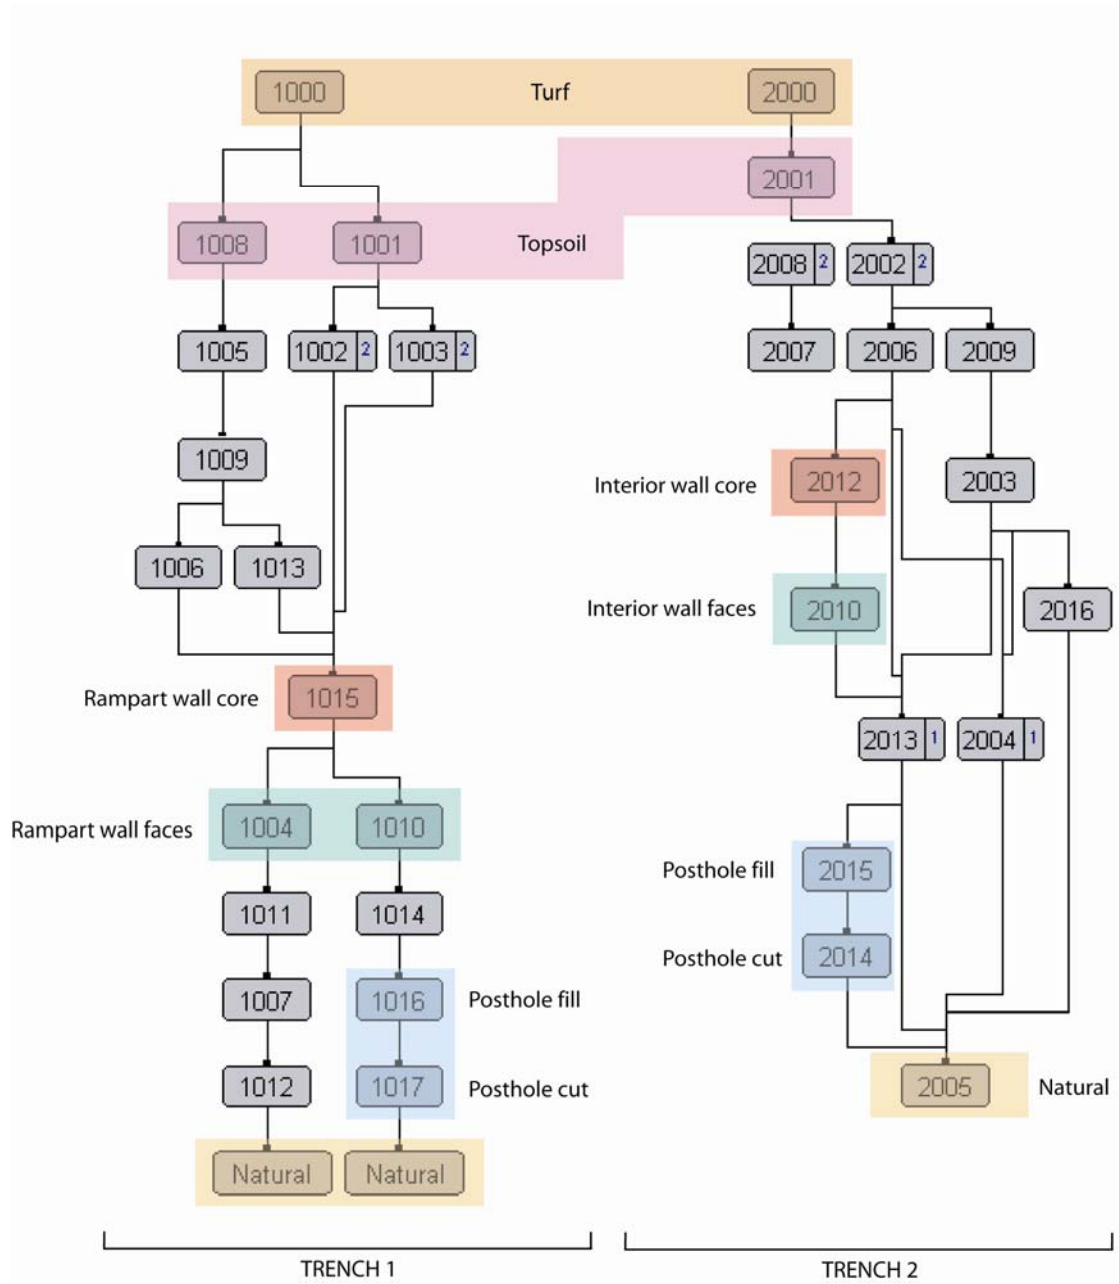 1000 Turf 2000
2001
1008 1001 Topsoil
2008 2 2002 2
1005 1002 2 1003 2 2007 2006 2009
1009 Interior wall core 2012 2003
1006 1013 Interior wall faces 2010 2016
Rampart wall core 1015
2013 1 2004 1
Rampart wall faces 1004 1010
Posthole fill 2015
1011 1014
Posthole cut 2014
1007 1016 Posthole fill
1012 1017 Posthole cut 2005 Natural
Natural Natural
TRENCH 1 TRENCH 2